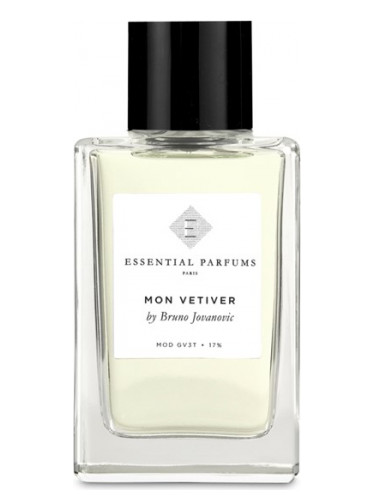 E
ESSENTIAL PARFUMS
PARIS
MON VETIVER
by Bruno Jovanovic
MOD GV3T • 17%